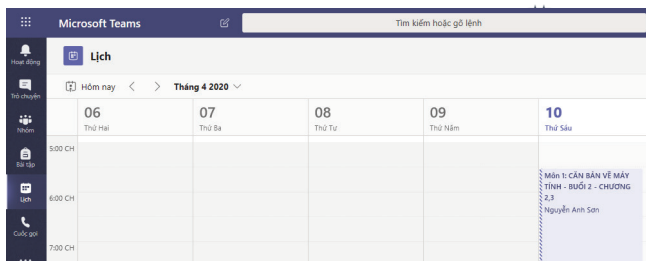 Microsoft Teams
Tìm kiếm hoặc gõ lệnh
Hoạt động
Lịch
Trò chuyện
Hôm nay
Tháng 4 2020
Nhóm
06
07
08
09
10
Thứ Hai
Thứ Ba
Thứ Tư
Thứ Năm
Thứ Sáu
5:00 CH
Bài tập
Môn 1: CĂN BẢN VỀ MÁY
TÍNH - BUỔI 2 - CHƯƠNG
2,3
Nguyễn Anh Sơn
Lịch
6:00 CH
Cuộc gọi
7:00 CH